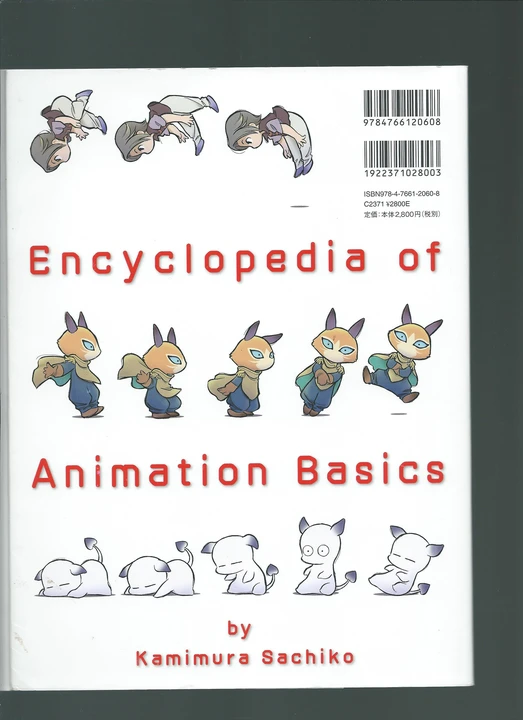 9784766120608
1922371028003
ISBN978-4-7661-2060-8
C2371 ¥2800E
定価:本体2,800円(税別)
Encyclopedia of
Animation Basics
by
Kamimura Sachiko